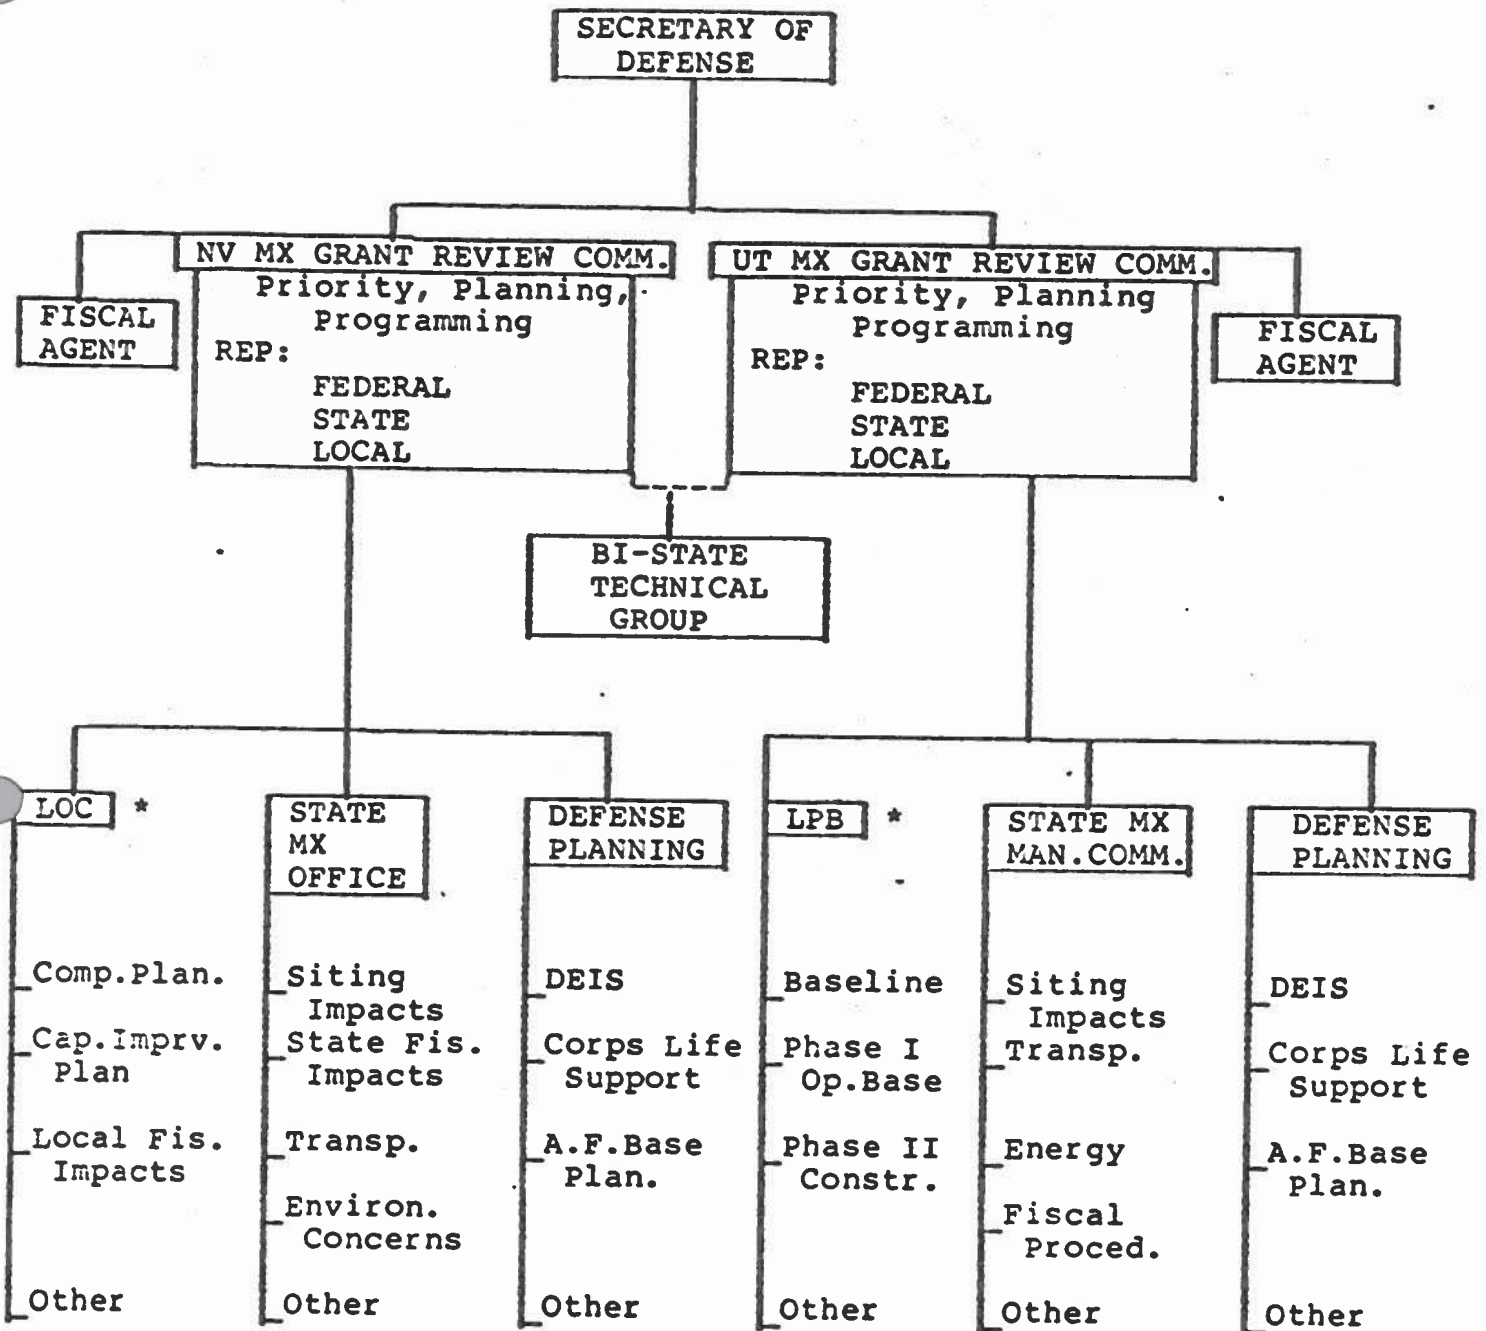 SECRETARY OF
DEFENSE
NV MX GRANT REVIEW COMM.
Priority, Planning,
Programming
REP:
FEDERAL
STATE
LOCAL
FISCAL
AGENT
UT MX GRANT REVIEW COMM.
Priority, Planning
Programming
REP:
FEDERAL
STATE
LOCAL
FISCAL
AGENT
BI-STATE
TECHNICAL
GROUP
LOC *
Comp.Plan.
Cap.Imprv.
Plan
Local Fis.
Impacts
Other
STATE
MX
OFFICE
Siting
Impacts
State Fis.
Impacts
Transp.
Environ.
Concerns
Other
DEFENSE
PLANNING
DEIS
Corps Life
Support
A.F.Base
Plan.
Other
LPB *
Baseline
Phase I
Op.Base
Phase II
Constr.
Other
STATE MX
MAN.COMM.
Siting
Impacts
Transp.
Energy
Fiscal
Proced.
Other
DEFENSE
PLANNING
DEIS
Corps Life
Support
A.F.Base
Plan.
Other